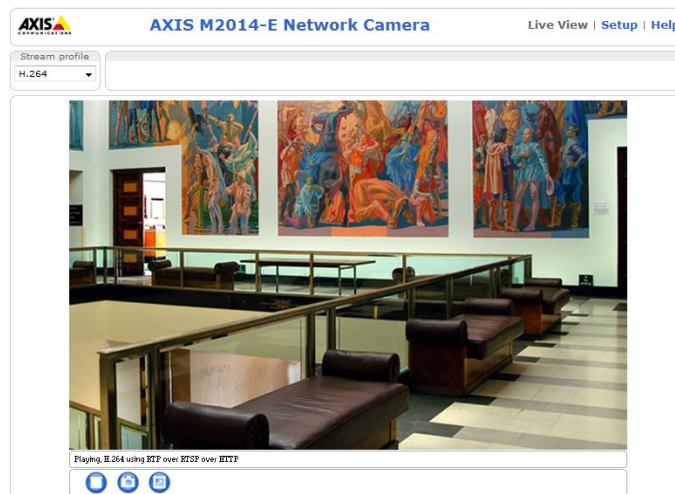 AXIS
COMMUNICATIONS
AXIS M2014-E Network Camera
Live View | Setup | Help
Stream profile
H.264
Playing, H.264 using RTP over RTSP over HTTP